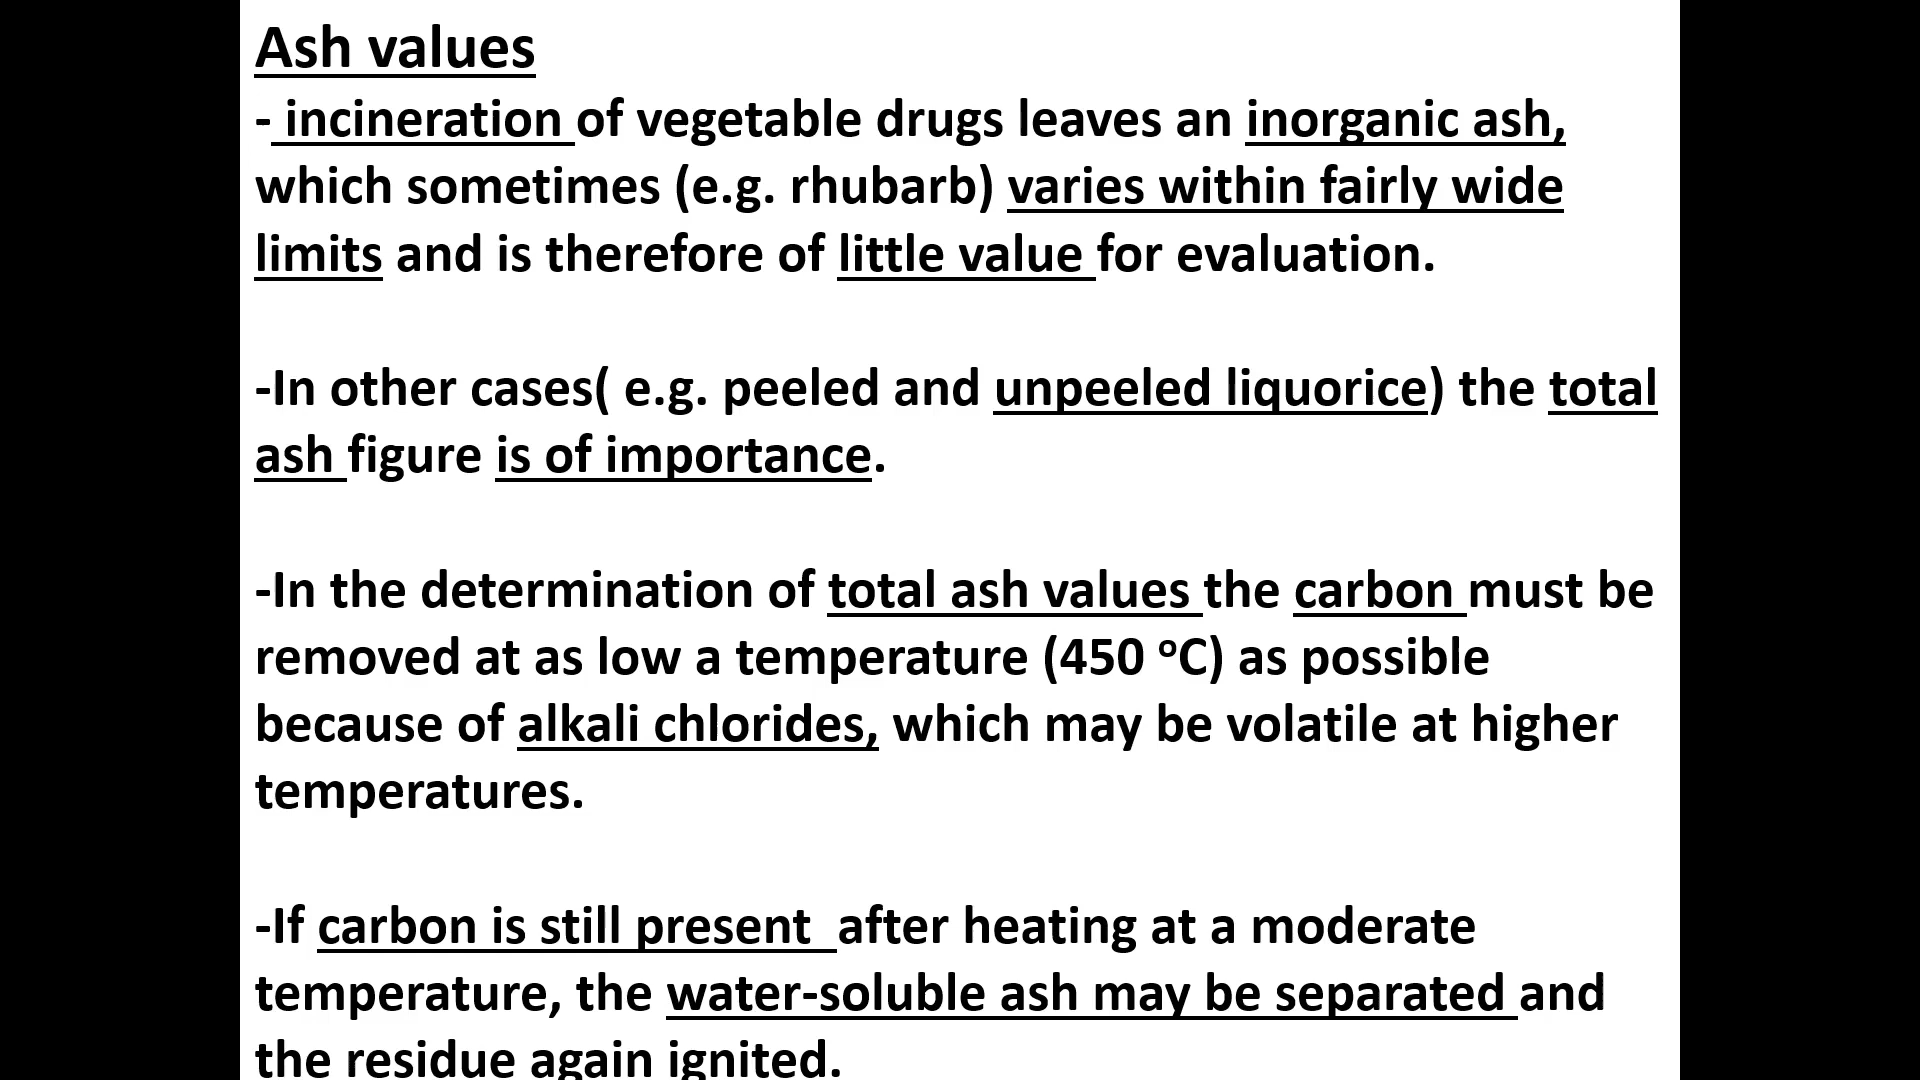 Ash values
- incineration of vegetable drugs leaves an inorganic ash,
which sometimes (e.g. rhubarb) varies within fairly wide
limits and is therefore of little value for evaluation.
-In other cases( e.g. peeled and unpeeled liquorice) the total
ash figure is of importance.
-In the determination of total ash values the carbon must be
removed at as low a temperature (450 ºC) as possible
because of alkali chlorides, which may be volatile at higher
temperatures.
-If carbon is still present  after heating at a moderate
temperature, the water-soluble ash may be separated and
the residue again ignited.